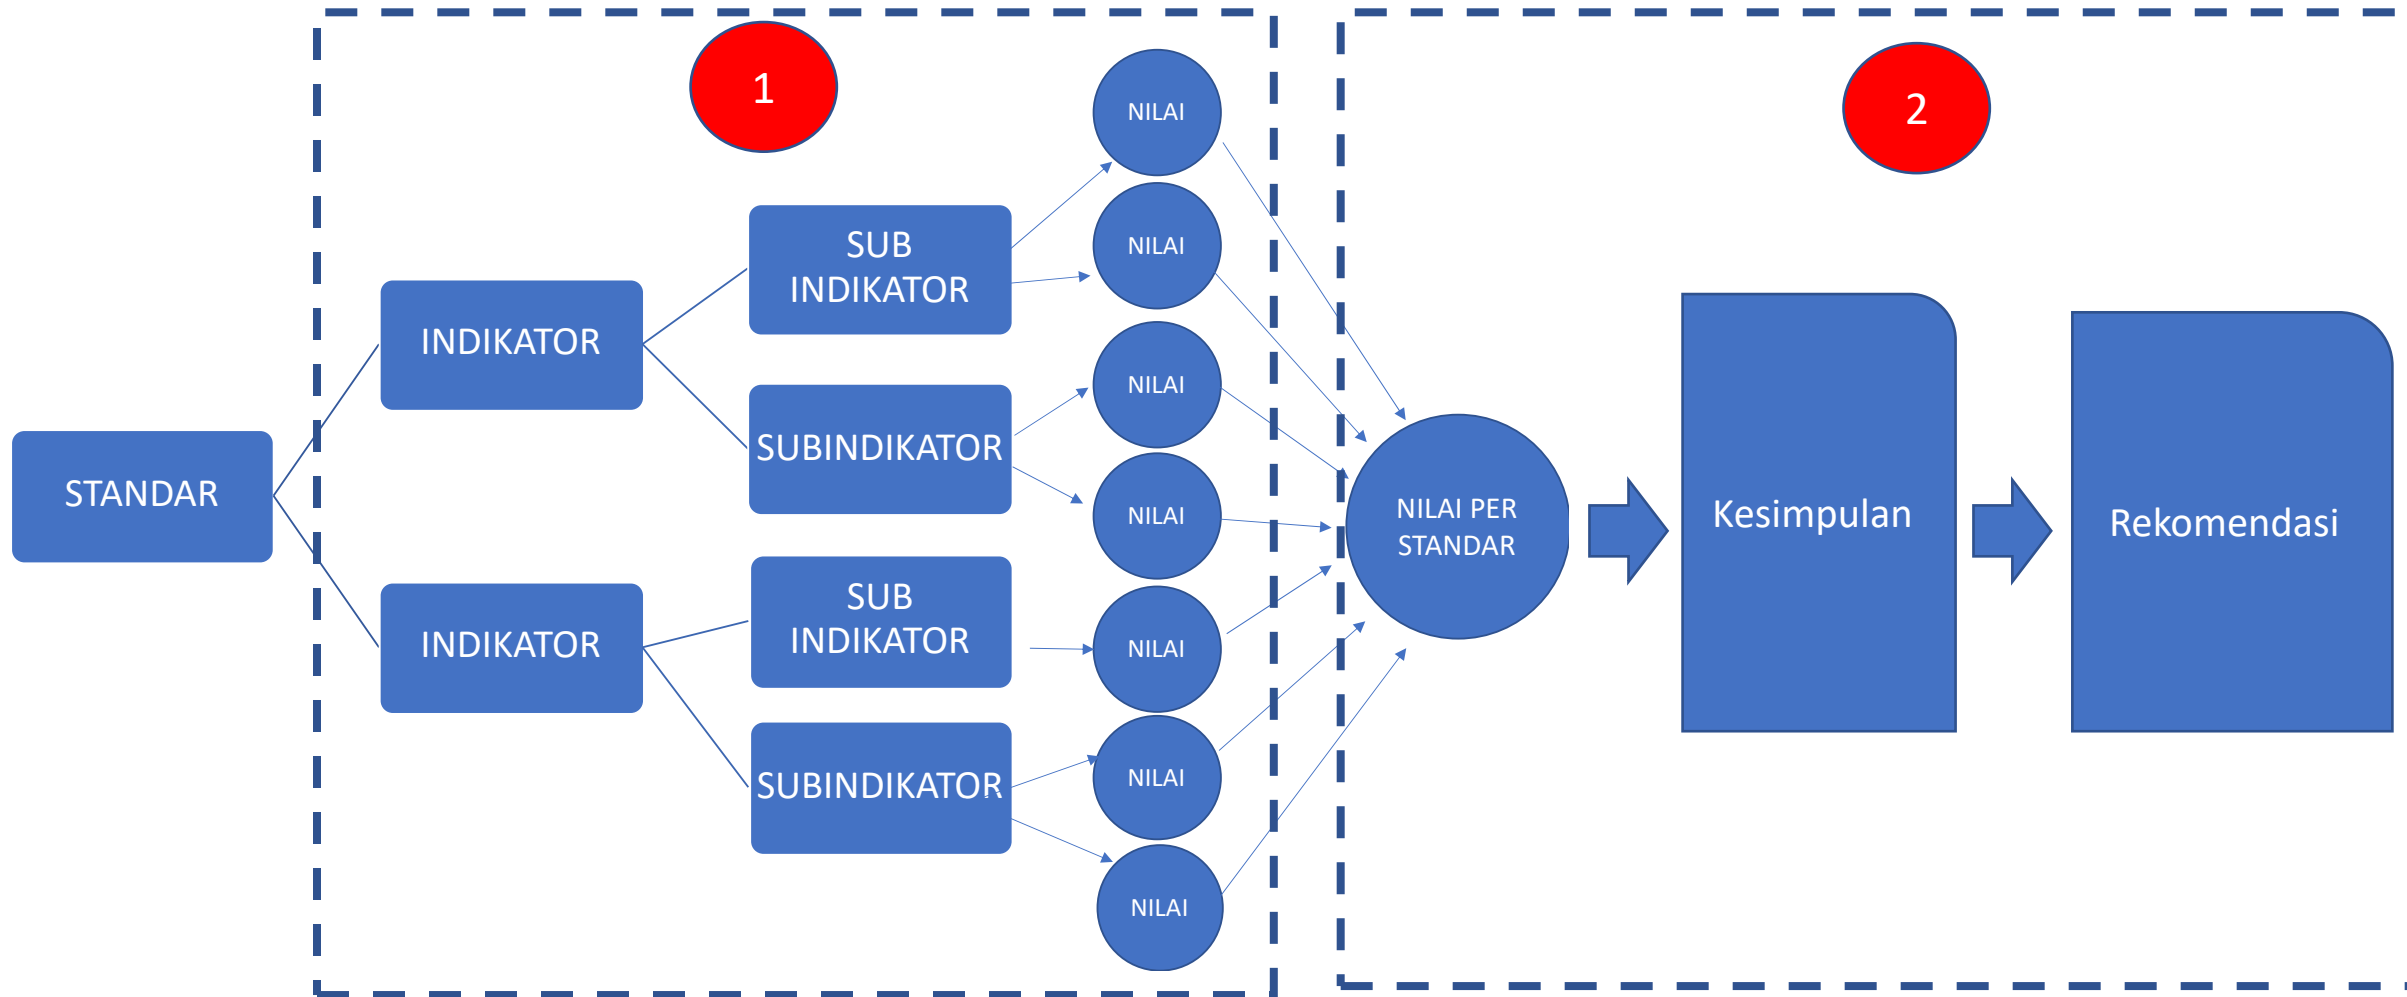 1
2
STANDAR
INDIKATOR
INDIKATOR
SUB
INDIKATOR
SUBINDIKATOR
SUB
INDIKATOR
SUBINDIKATOR
NILAI
NILAI
NILAI
NILAI
NILAI
NILAI
NILAI
NILAI PER
STANDAR
Kesimpulan
Rekomendasi